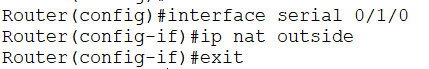 Router(config)#interface serial 0/1/0
Router(config-if)#ip nat outside
Router(config-if)#exit